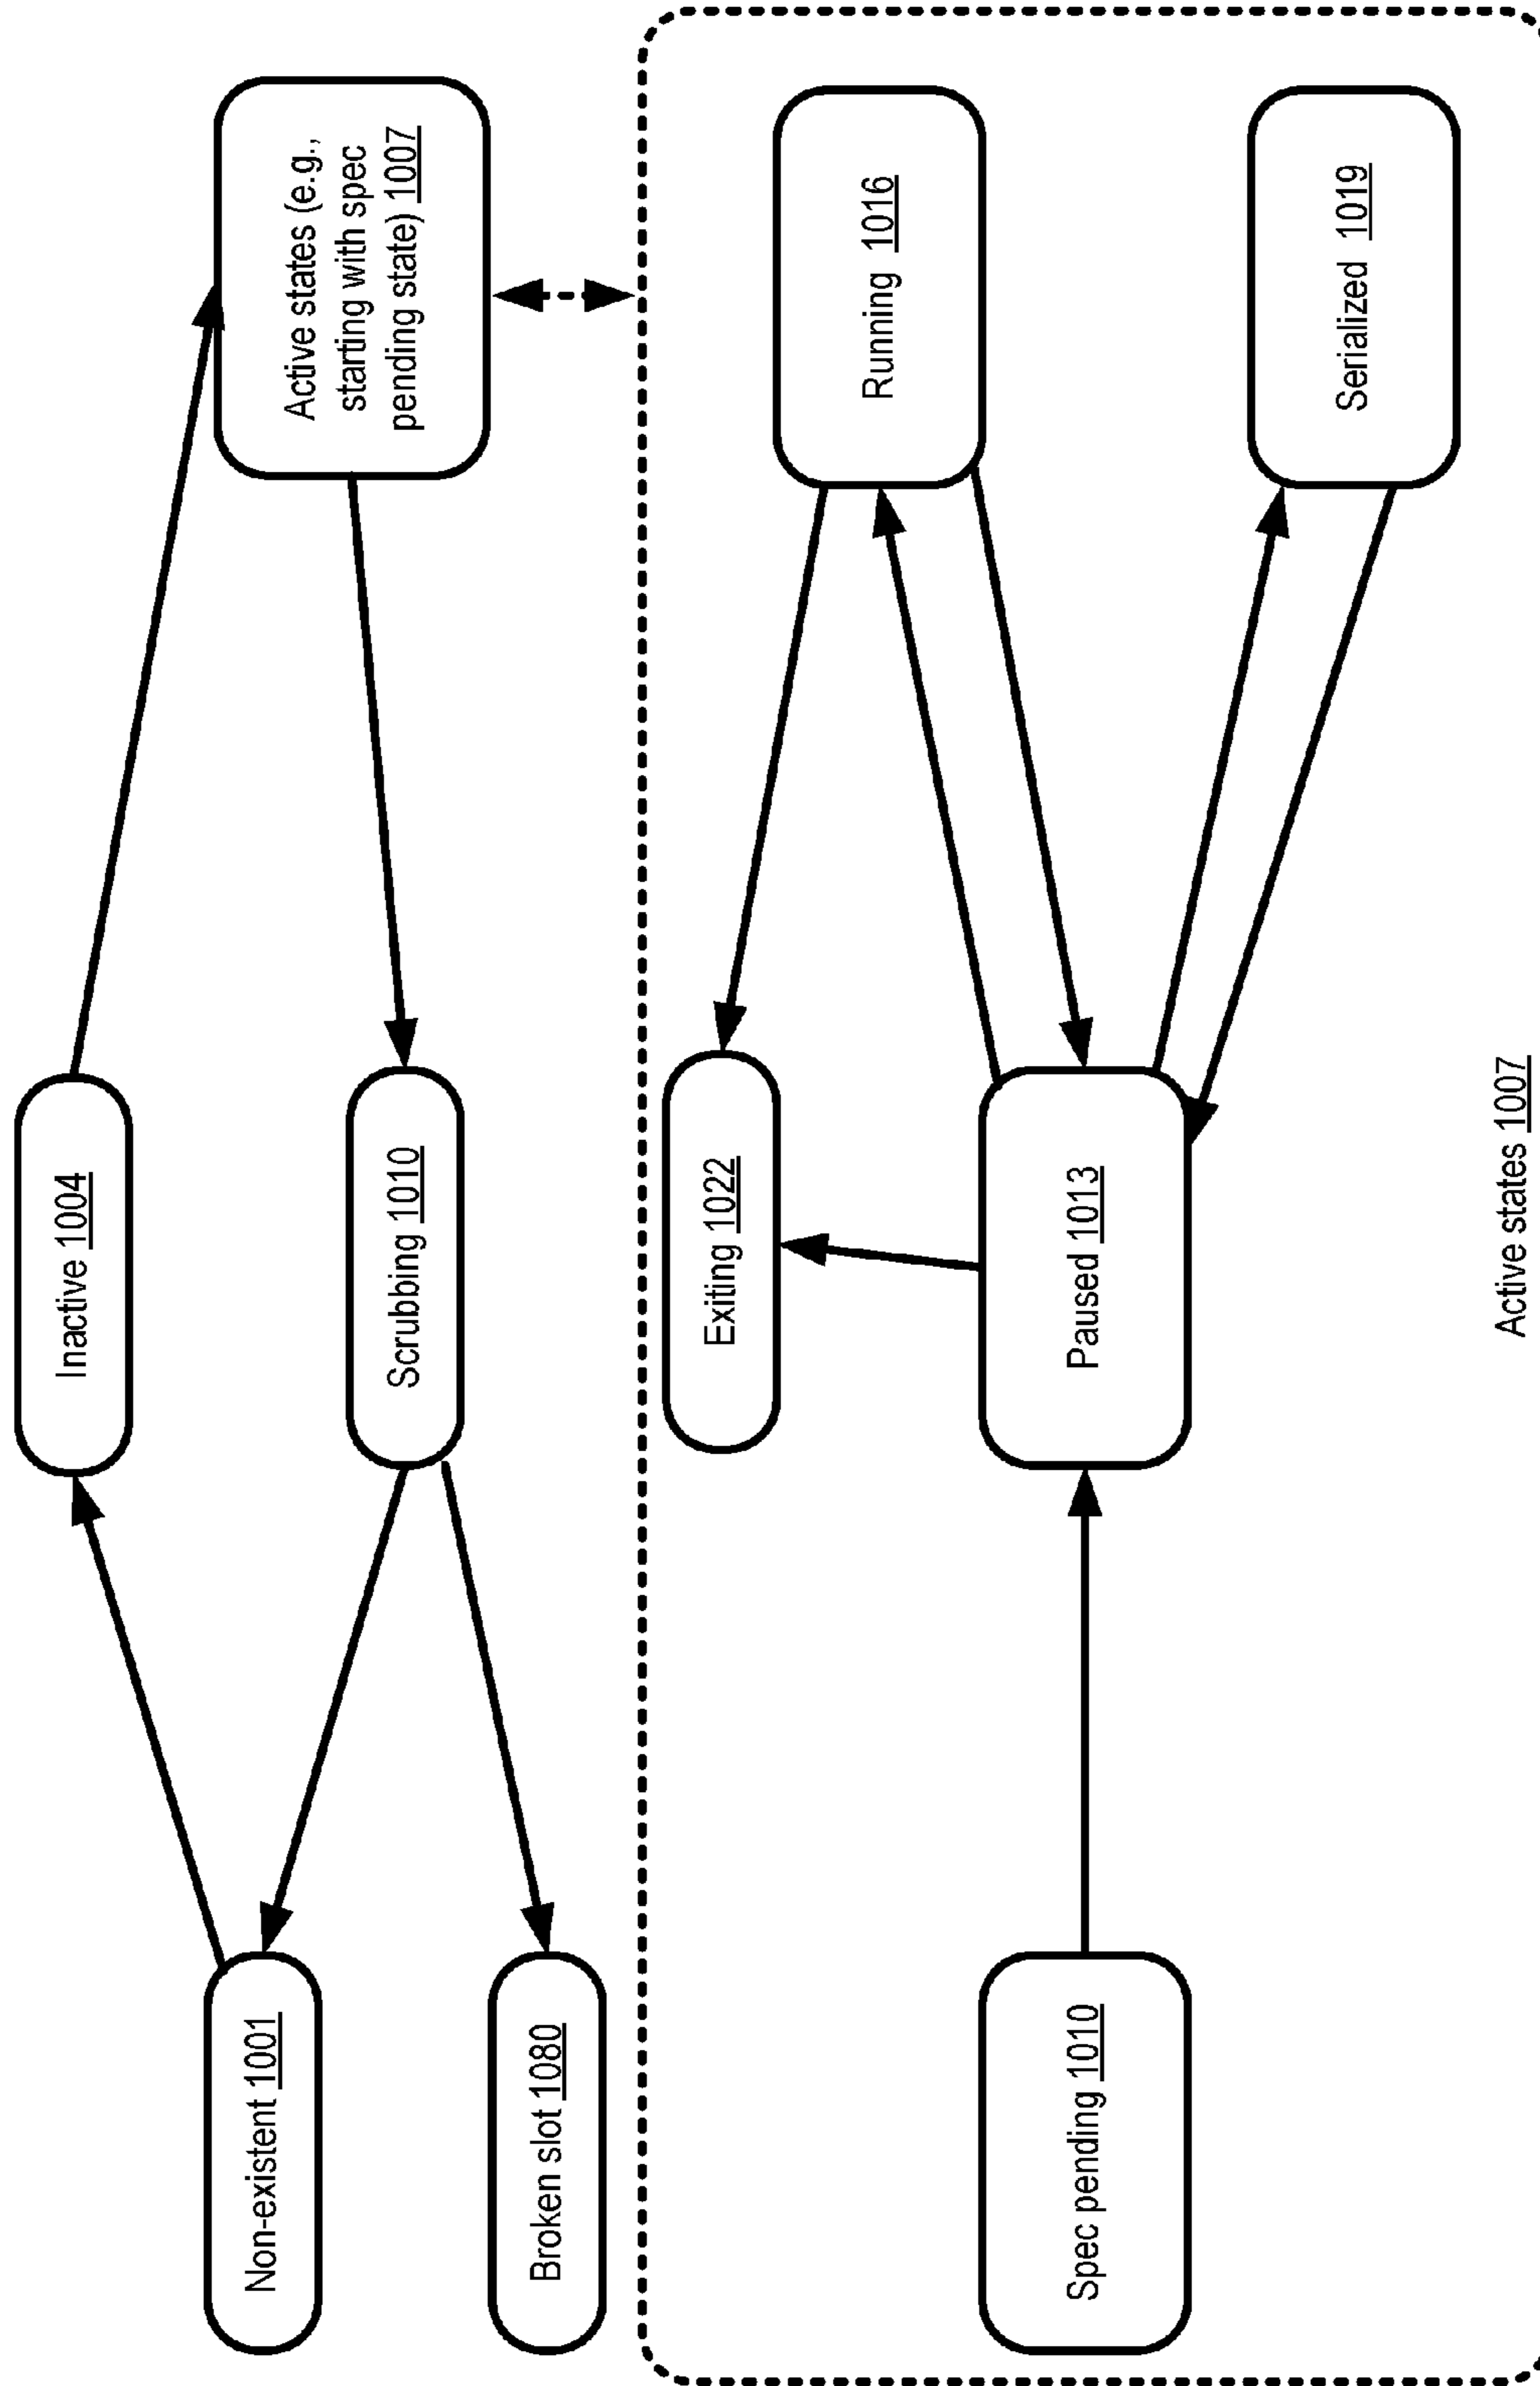 Inactive 1004
Active states (e.g.,
starting with spec
pending state) 1007
Non-existent 1001
Scrubbing 1010
Broken slot 1080
Exiting 1022
Running 1016
Spec pending 1010
Paused 1013
Serialized 1019
Active states 1007